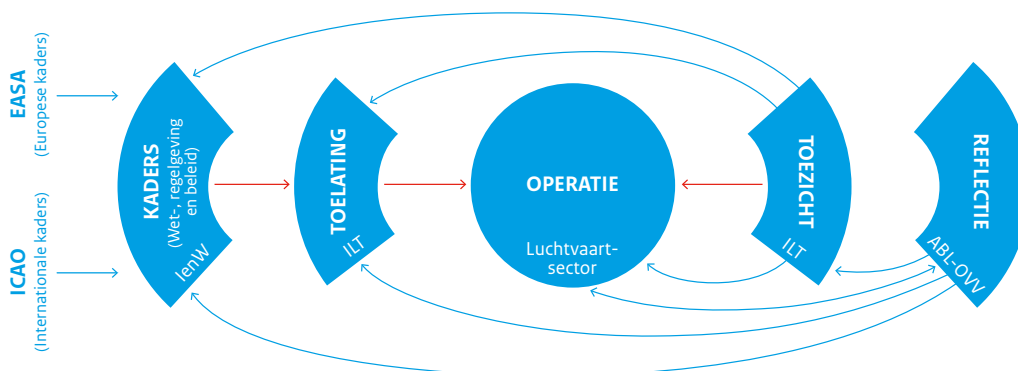 EASA
(Europese kaders)
ICAO
(Internationale kaders)
KADERS
(Wet-, regelgeving
en beleid)
IenW
TOELATING
ILT
OPERATIE
Luchtvaart-
sector
TOEZICHT
ILT
REFLECTIE
ABL-OVV